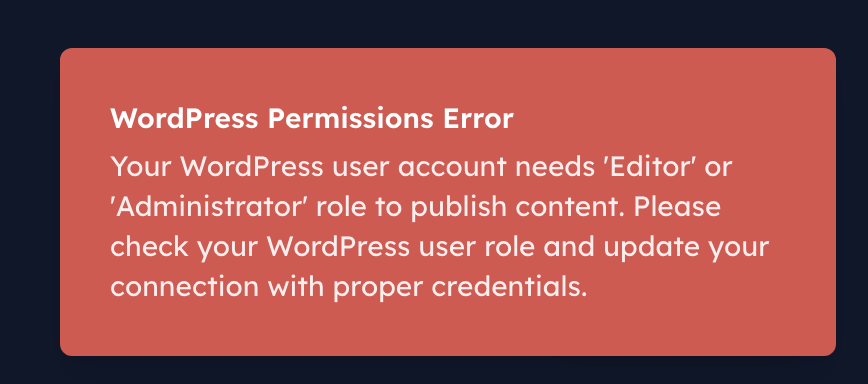 WordPress Permissions Error
Your WordPress user account needs 'Editor' or
'Administrator' role to publish content. Please
check your WordPress user role and update your
connection with proper credentials.